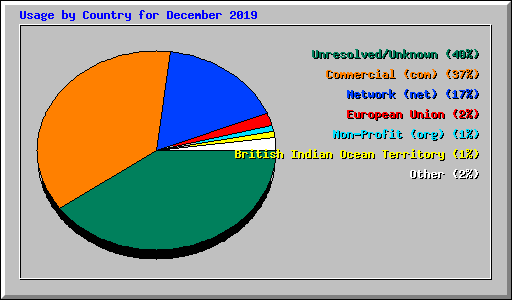 Usage by Country for December 2019
Unresolved/Unknown (40%)
Commercial (com) (37%)
Network (net) (17%)
European Union (2%)
Non-Profit (org) (1%)
British Indian Ocean Territory (1%)
Other (2%)